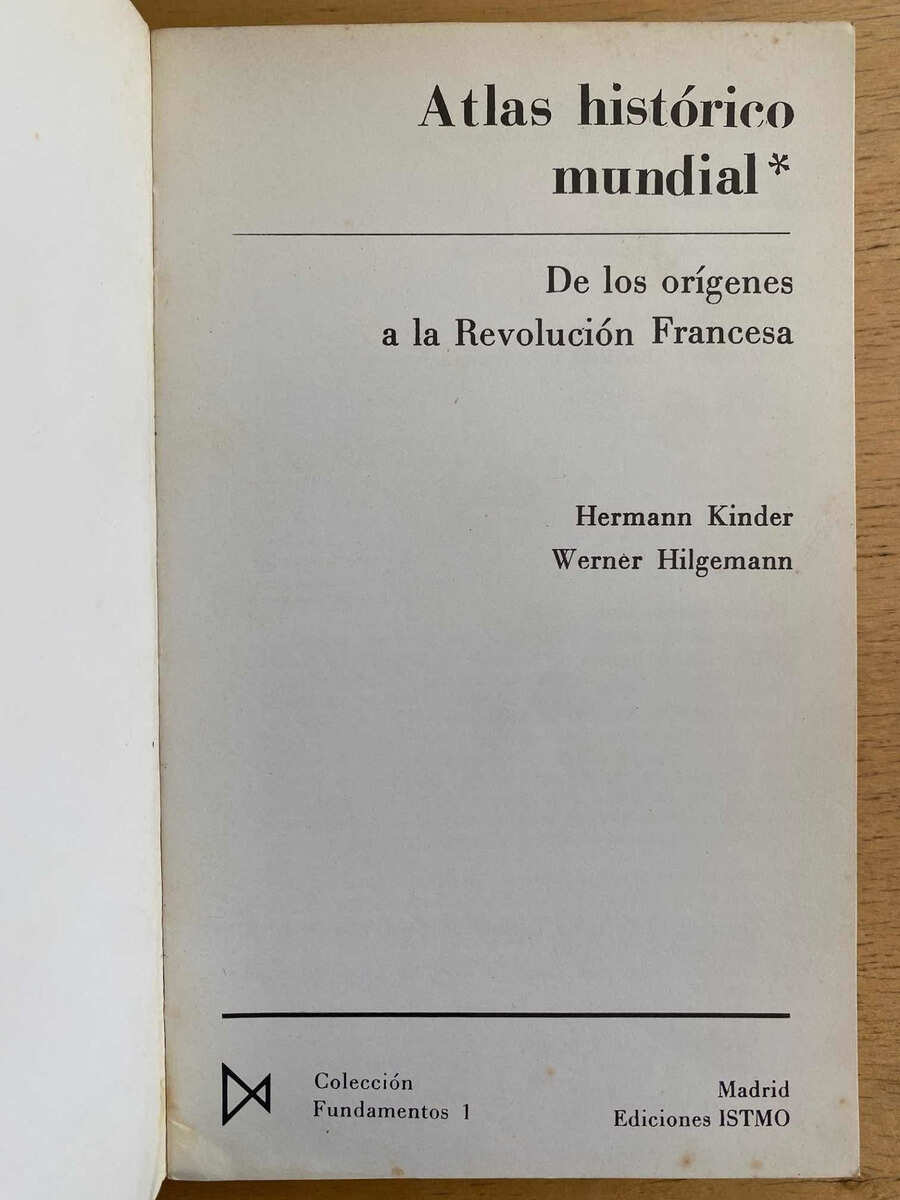 Atlas histórico
mundial*
De los orígenes
a la Revolución Francesa
Hermann Kinder
Werner Hilgemann
Colección
Fundamentos 1
Madrid
Ediciones ISTMO